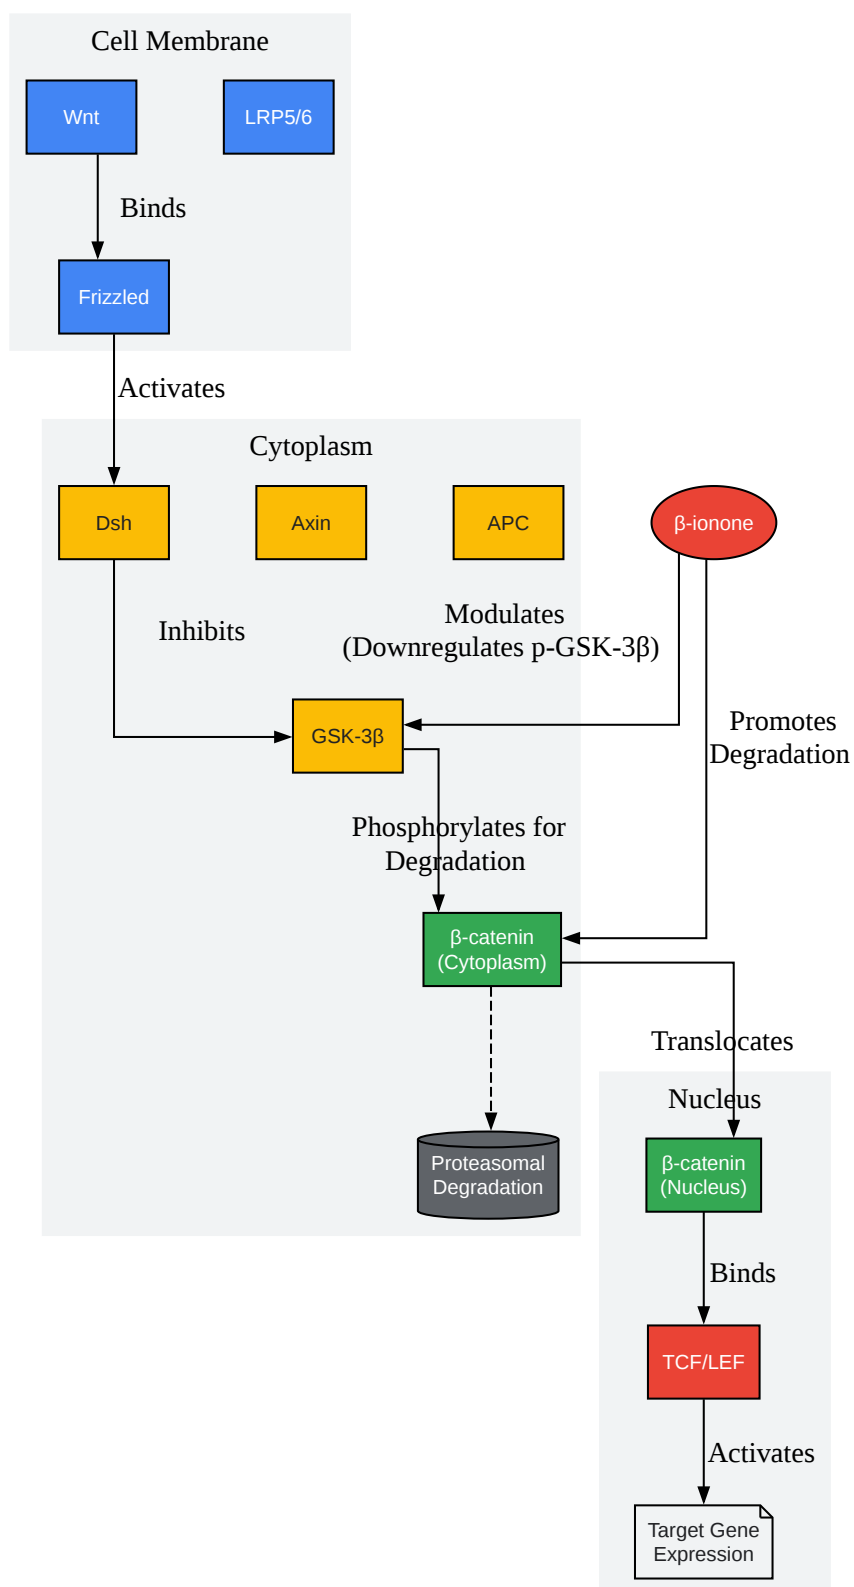 Cell Membrane
Wnt
LRP5/6
Binds
Frizzled
Activates
Cytoplasm
Dsh
Axin
APC
β-ionone
Inhibits
Modulates
(Downregulates p-GSK-3β)
GSK-3β
Promotes
Degradation
Phosphorylates for
Degradation
β-catenin
(Cytoplasm)
Translocates
Nucleus
Proteasomal
Degradation
β-catenin
(Nucleus)
Binds
TCF/LEF
Activates
Target Gene
Expression